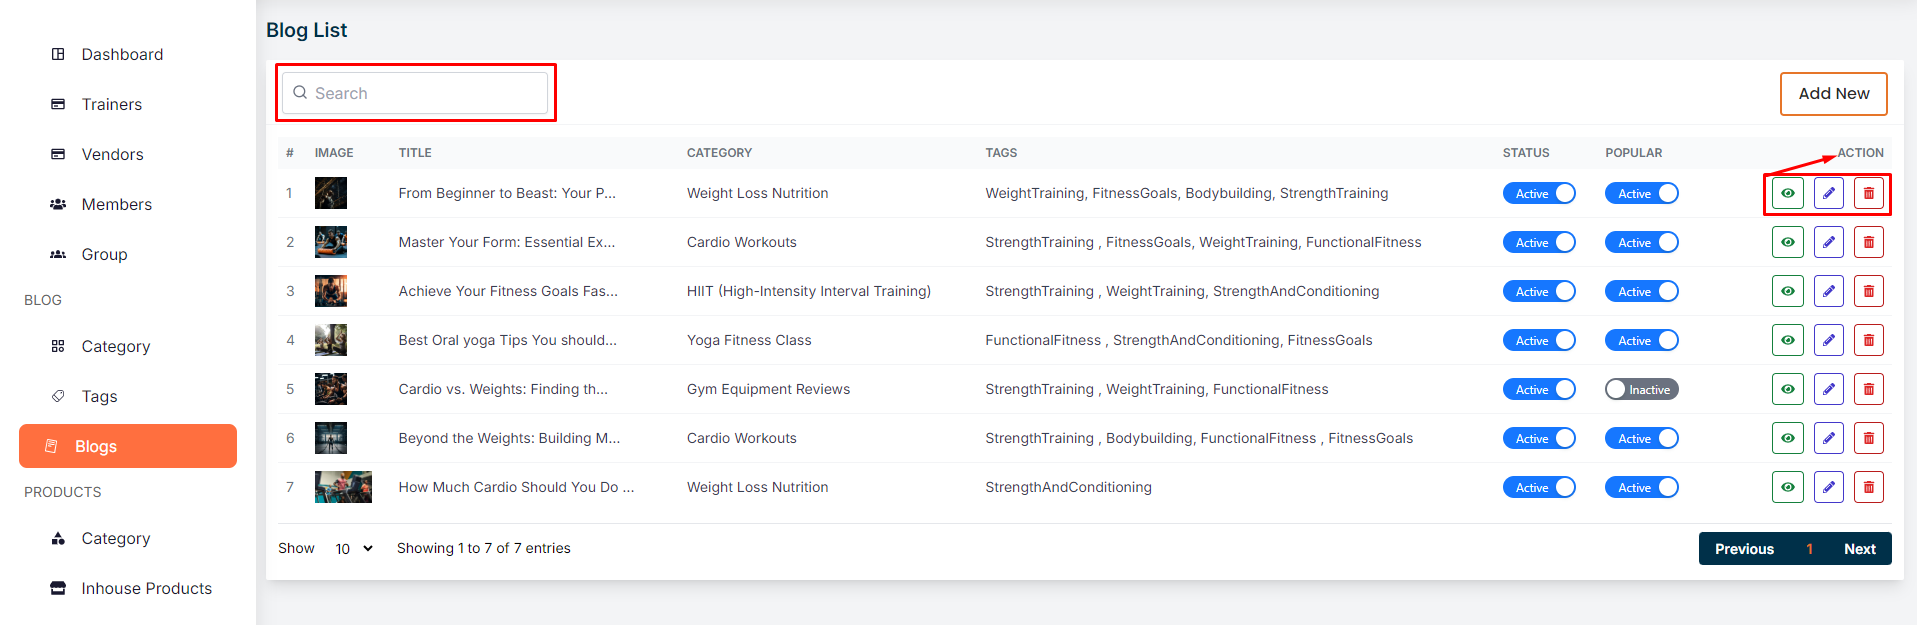 Dashboard
Trainers
Vendors
Members
Group
BLOG
Category
Tags
Blogs
PRODUCTS
Category
Inhouse Products
Blog List
Search
Add New
# IMAGE TITLE CATEGORY TAGS STATUS POPULAR ACTION
1 From Beginner to Beast: Your P... Weight Loss Nutrition WeightTraining, FitnessGoals, Bodybuilding, StrengthTraining Active Active
2 Master Your Form: Essential Ex... Cardio Workouts StrengthTraining , FitnessGoals, WeightTraining, FunctionalFitness Active Active
3 Achieve Your Fitness Goals Fas... HIIT (High-Intensity Interval Training) StrengthTraining , WeightTraining, StrengthAndConditioning Active Active
4 Best Oral yoga Tips You should... Yoga Fitness Class FunctionalFitness , StrengthAndConditioning, FitnessGoals Active Active
5 Cardio vs. Weights: Finding th... Gym Equipment Reviews StrengthTraining , WeightTraining, FunctionalFitness Active Inactive
6 Beyond the Weights: Building M... Cardio Workouts StrengthTraining , Bodybuilding, FunctionalFitness , FitnessGoals Active Active
7 How Much Cardio Should You Do ... Weight Loss Nutrition StrengthAndConditioning Active Active
Show 10 Showing 1 to 7 of 7 entries Previous 1 Next